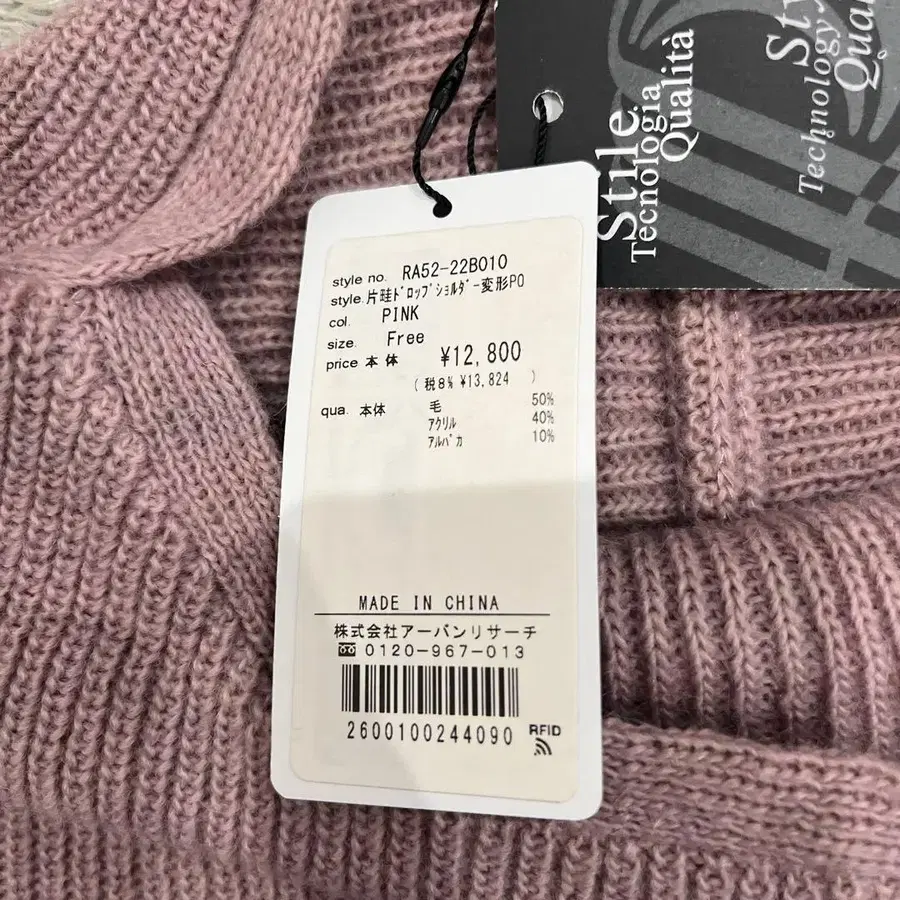 Stile
Tecnologia
Qualità
Sty
Technology
Qual
style no. RA52-22B010
style. 片畦ﾄﾞﾛｯﾌﾟｼｮﾙﾀﾞｰ変形PO
col. PINK
size. Free
price 本体 ¥12,800
( 税8% ¥13,824 )
qua. 本体 毛 50%
ｱｸﾘﾙ 40%
ｱﾙﾊﾟｶ 10%
MADE IN CHINA
株式会社アーバンリサーチ
0120-967-013
2600100244090
RFID